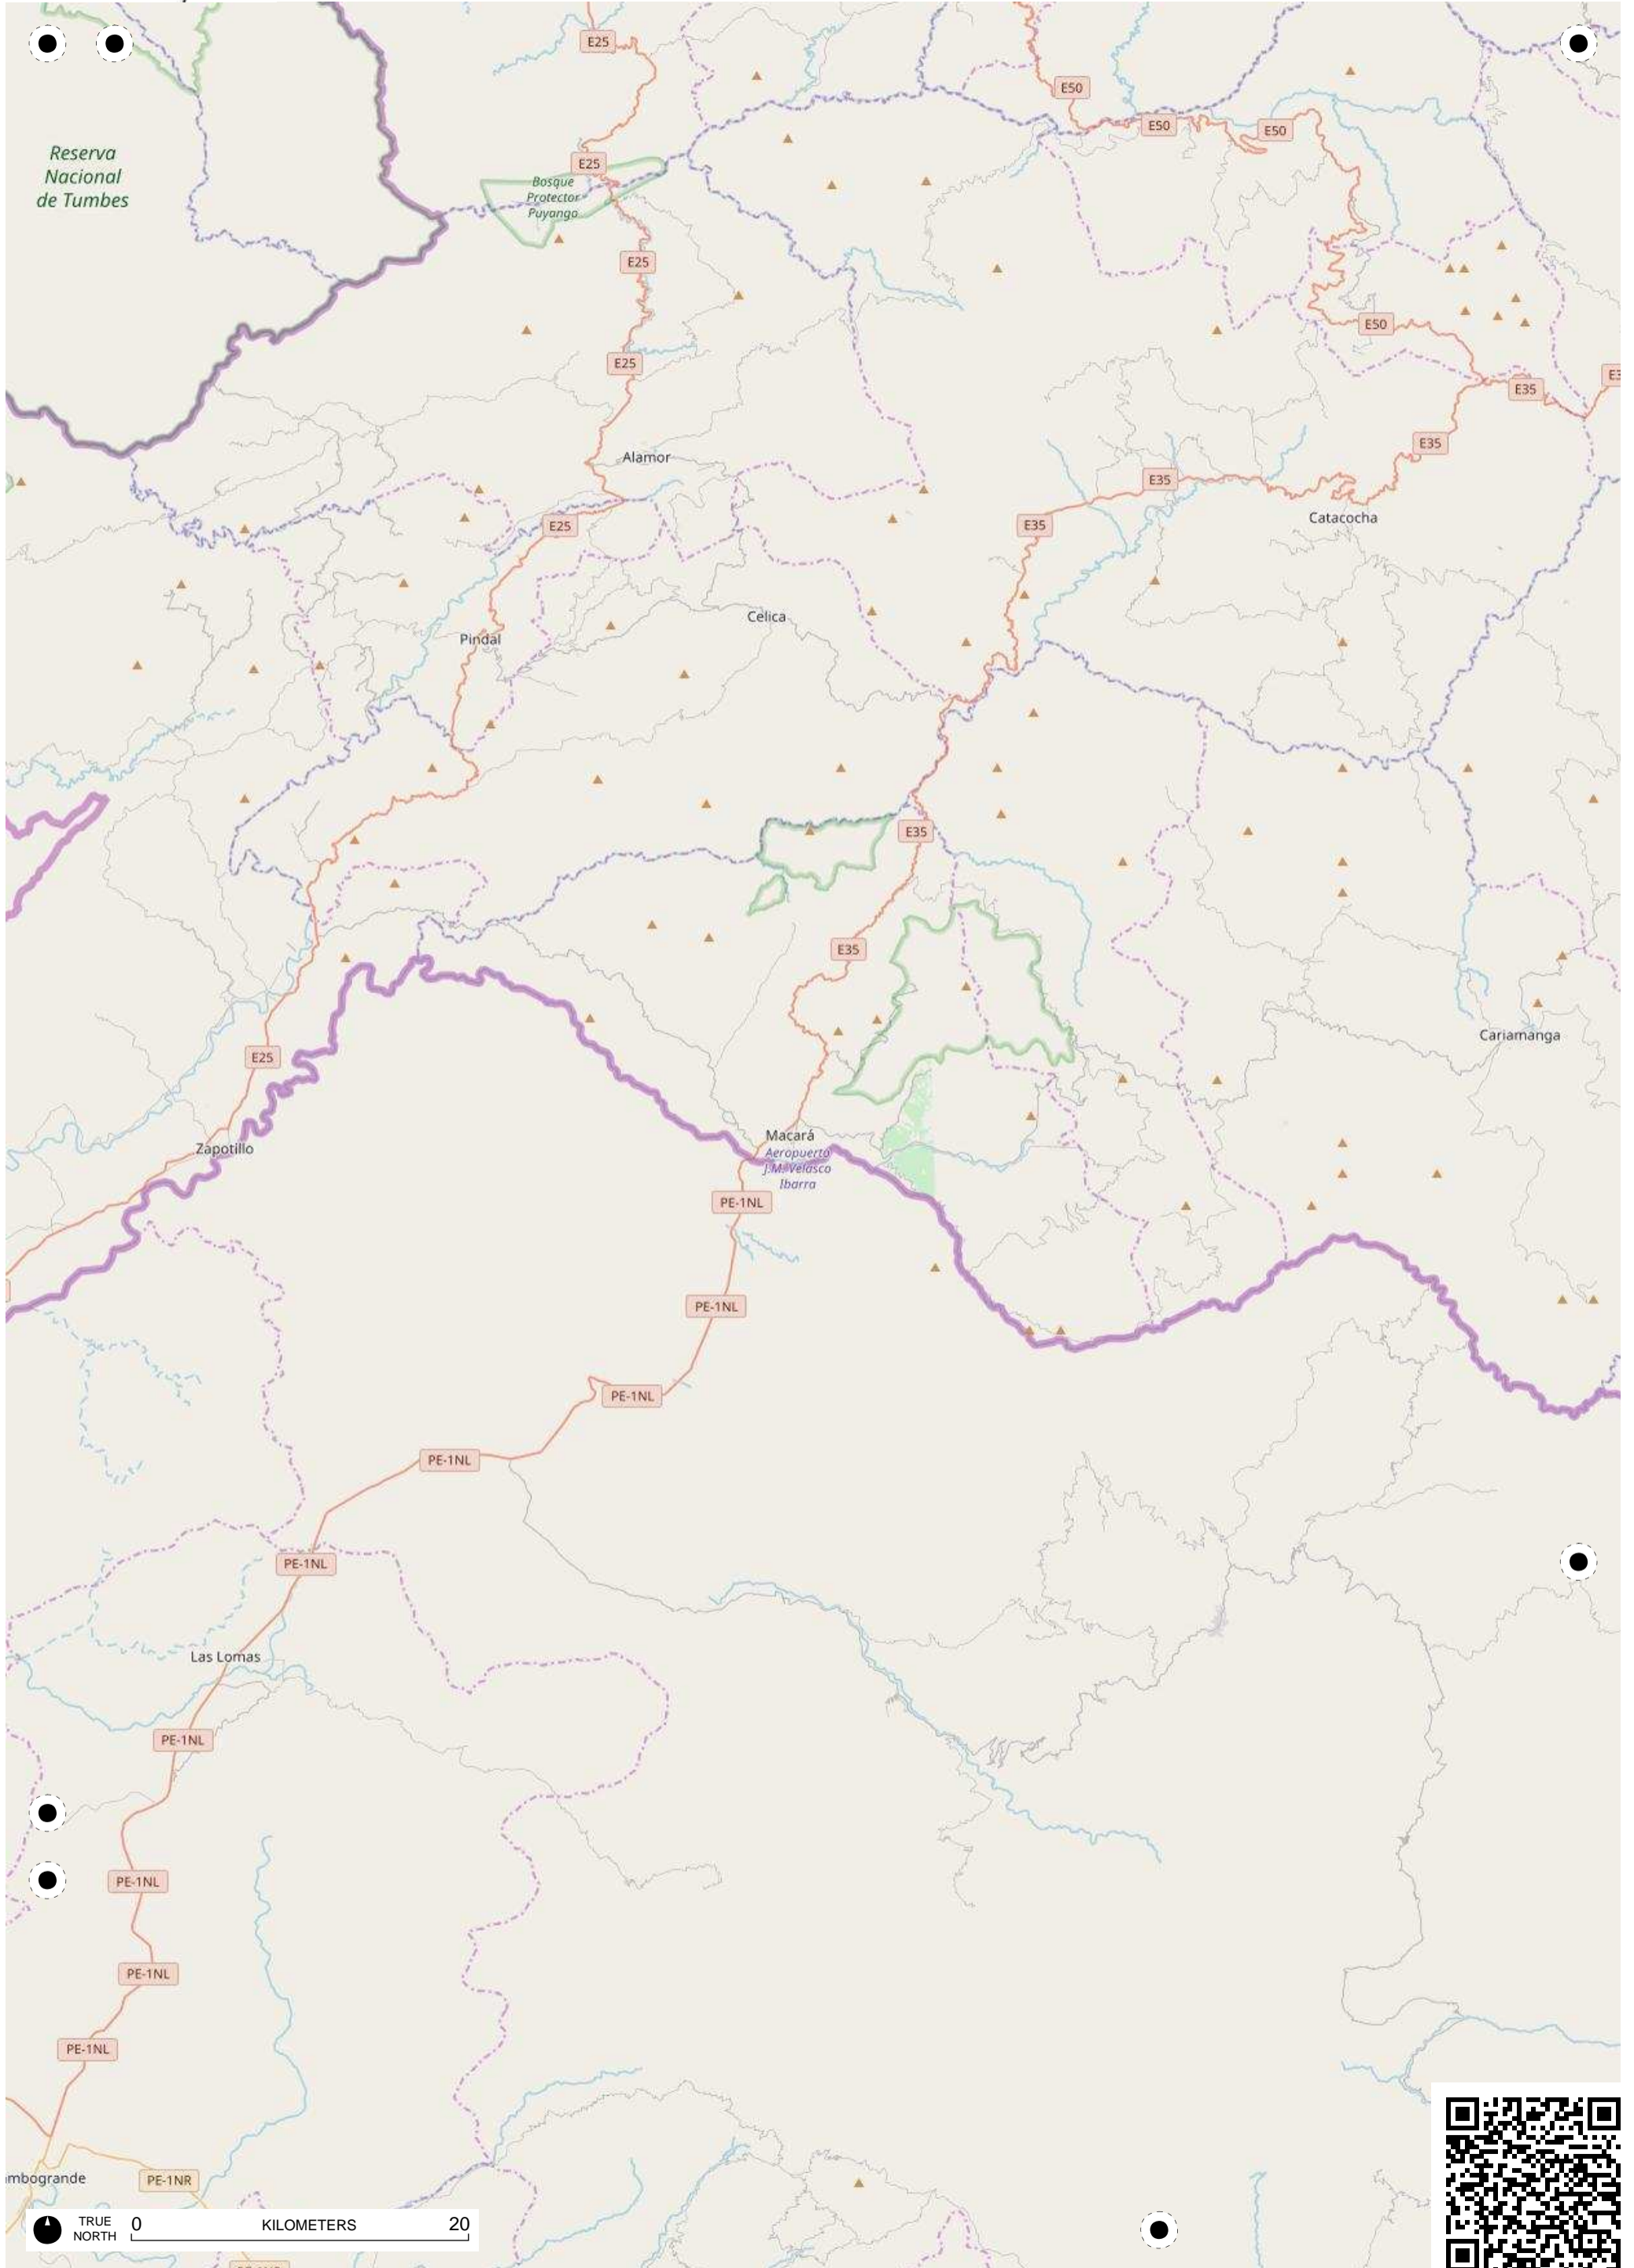 E25
E50
E50
E50
E25
Reserva
Nacional
de Tumbes
Bosque
Protector
Puyango
E25
E50
E25
E35
E35
Alamor
E35
E35
Catacocha
E25
Celica
Pindal
E35
E35
Cariamanga
E25
Macará
Zapotillo
Aeropuerto
J.M. Velasco
Ibarra
PE-1NL
PE-1NL
PE-1NL
PE-1NL
PE-1NL
Las Lomas
PE-1NL
PE-1NL
PE-1NL
PE-1NL
mbogrande
PE-1NR
TRUE
NORTH
0 KILOMETERS 20